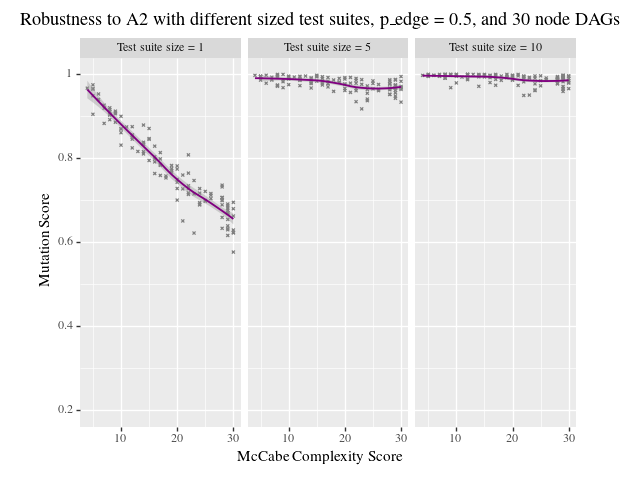 Robustness to A2 with different sized test suites, p_edge = 0.5, and 30 node DAGs
Test suite size = 1
Test suite size = 5
Test suite size = 10
1
0.8
0.6
0.4
0.2
Mutation Score
10 20 30
10 20 30
10 20 30
McCabe Complexity Score